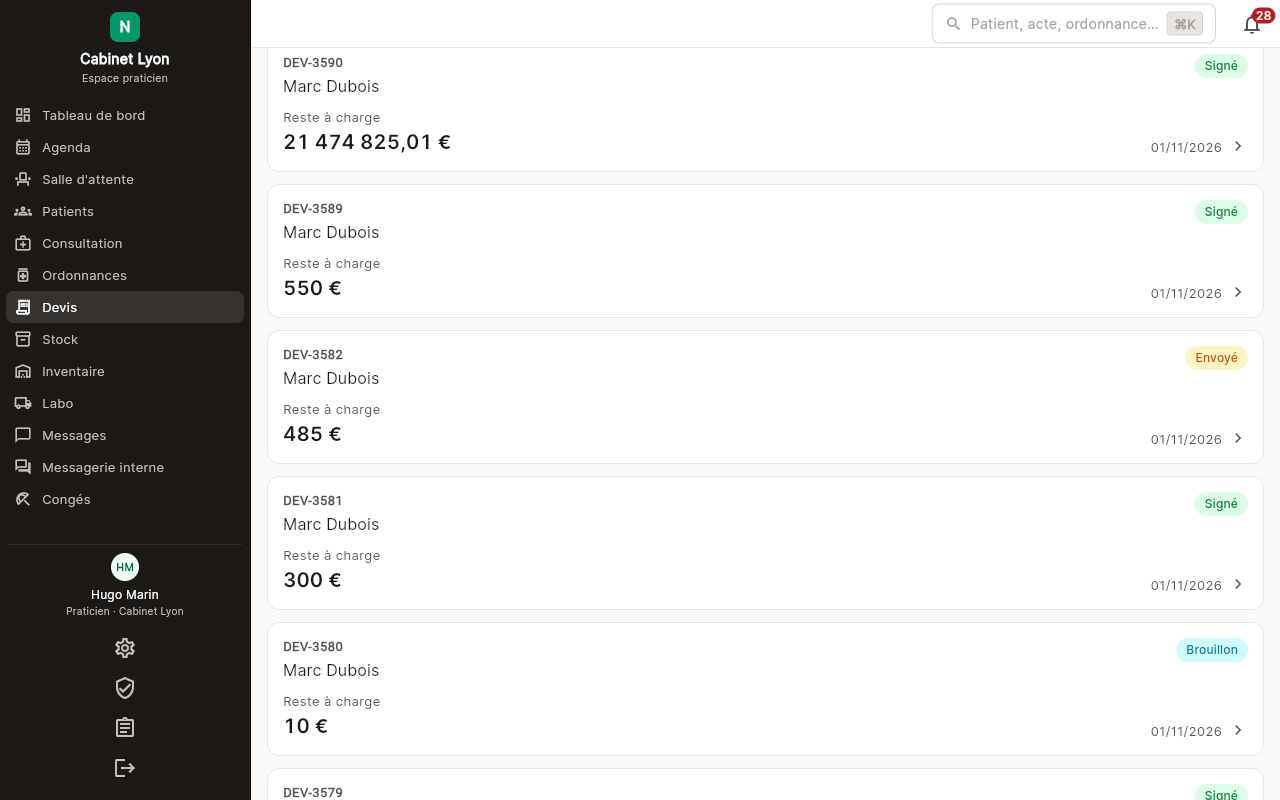 N
Cabinet Lyon
Espace praticien
Tableau de bord
Agenda
Salle d'attente
Patients
Consultation
Ordonnances
Devis
Stock
Inventaire
Labo
Messages
Messagerie interne
Congés
HM
Hugo Marin
Praticien · Cabinet Lyon
Patient, acte, ordonnance... ⌘K
28
DEV-3590
Signé
Marc Dubois
Reste à charge
21 474 825,01 €
01/11/2026
DEV-3589
Signé
Marc Dubois
Reste à charge
550 €
01/11/2026
DEV-3582
Envoyé
Marc Dubois
Reste à charge
485 €
01/11/2026
DEV-3581
Signé
Marc Dubois
Reste à charge
300 €
01/11/2026
DEV-3580
Brouillon
Marc Dubois
Reste à charge
10 €
01/11/2026
DEV-3579
Signé